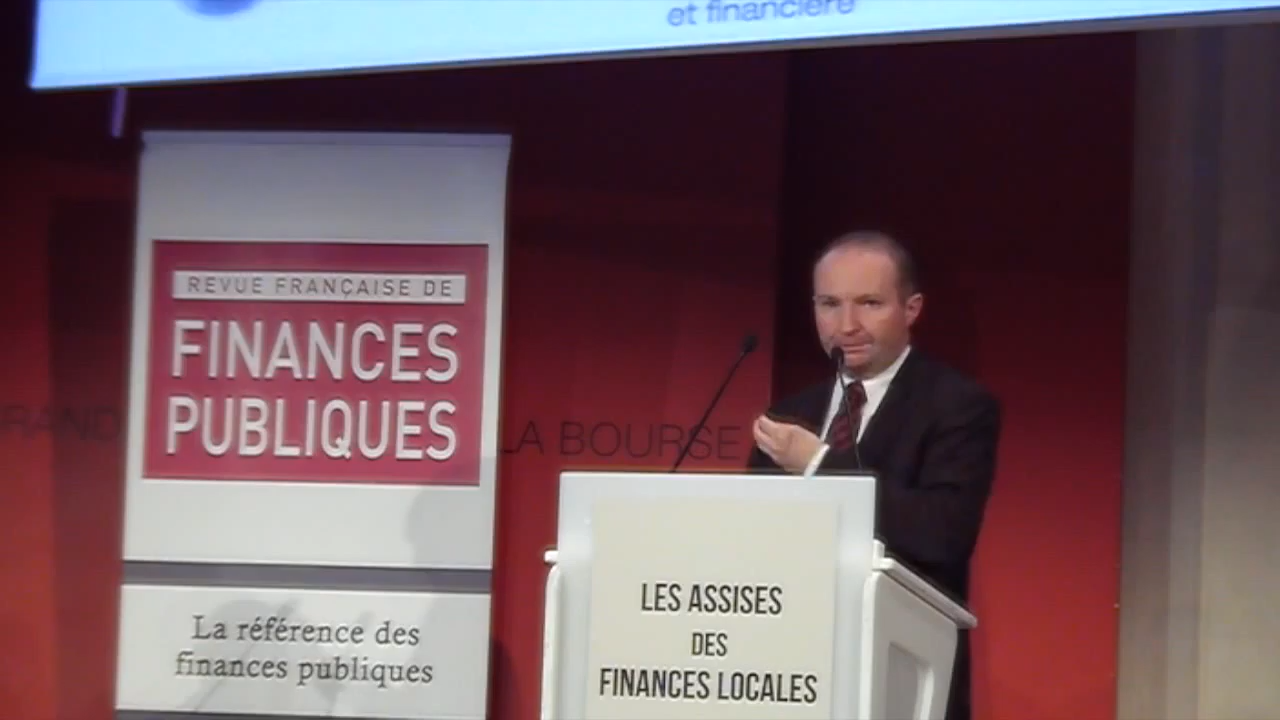 et financière
REVUE FRANÇAISE DE
FINANCES
PUBLIQUES
RAND
LA BOURSE
La référence des
finances publiques
LES ASSISES
DES
FINANCES LOCALES